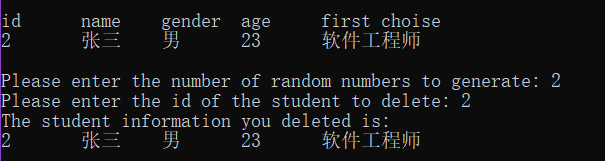 id name gender age first choise
2 张三 男 23 软件工程师
Please enter the number of random numbers to generate: 2
Please enter the id of the student to delete: 2
The student information you deleted is:
2 张三 男 23 软件工程师